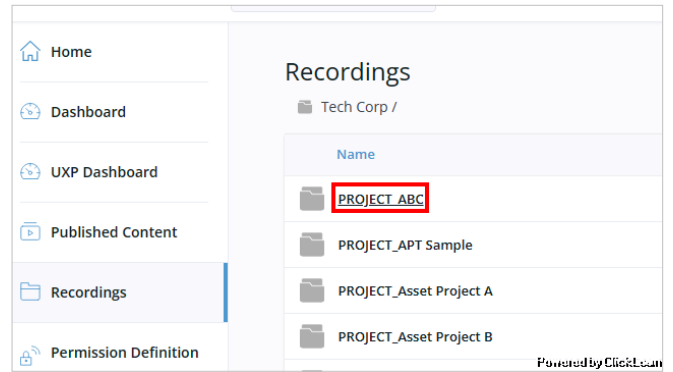 Home
Dashboard
UXP Dashboard
Published Content
Recordings
Permission Definition
Recordings
Tech Corp /
Name
PROJECT_ABC
PROJECT_APT Sample
PROJECT_Asset Project A
PROJECT_Asset Project B
Powered by ClickLearn